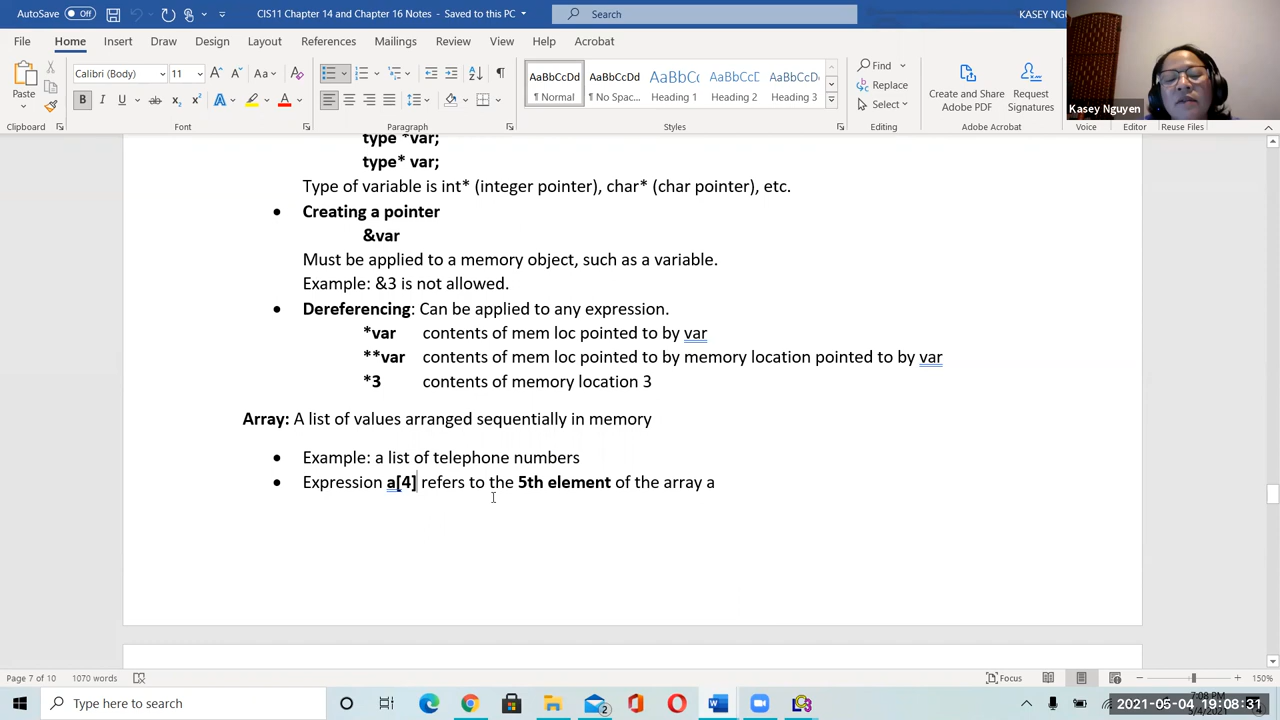 AutoSave Off
CIS11 Chapter 14 and Chapter 16 Notes - Saved to this PC
Search
KASEY NGUYEN
File Home Insert Draw Design Layout References Mailings Review View Help Acrobat
Paste
Calibri (Body) 11
AaBbCcDd AaBbCcDd AaBbC AaBbCcE AaBbCcD
Normal No Spac... Heading 1 Heading 2 Heading 3
Find
Replace
Select
Create and Share Adobe PDF
Request Signatures
Clipboard Font Paragraph Styles Editing Adobe Acrobat Voice Editor Reuse Files
Kasey Nguyen
type *var;
type* var;
Type of variable is int* (integer pointer), char* (char pointer), etc.
• Creating a pointer
&var
Must be applied to a memory object, such as a variable.
Example: &3 is not allowed.
• Dereferencing: Can be applied to any expression.
*var contents of mem loc pointed to by var
**var contents of mem loc pointed to by memory location pointed to by var
*3 contents of memory location 3
Array: A list of values arranged sequentially in memory
• Example: a list of telephone numbers
• Expression a[4] refers to the 5th element of the array a
Page 7 of 10 1070 words
Focus
150%
Type here to search
2
7:08 PM
2021-05-04 19:08:31